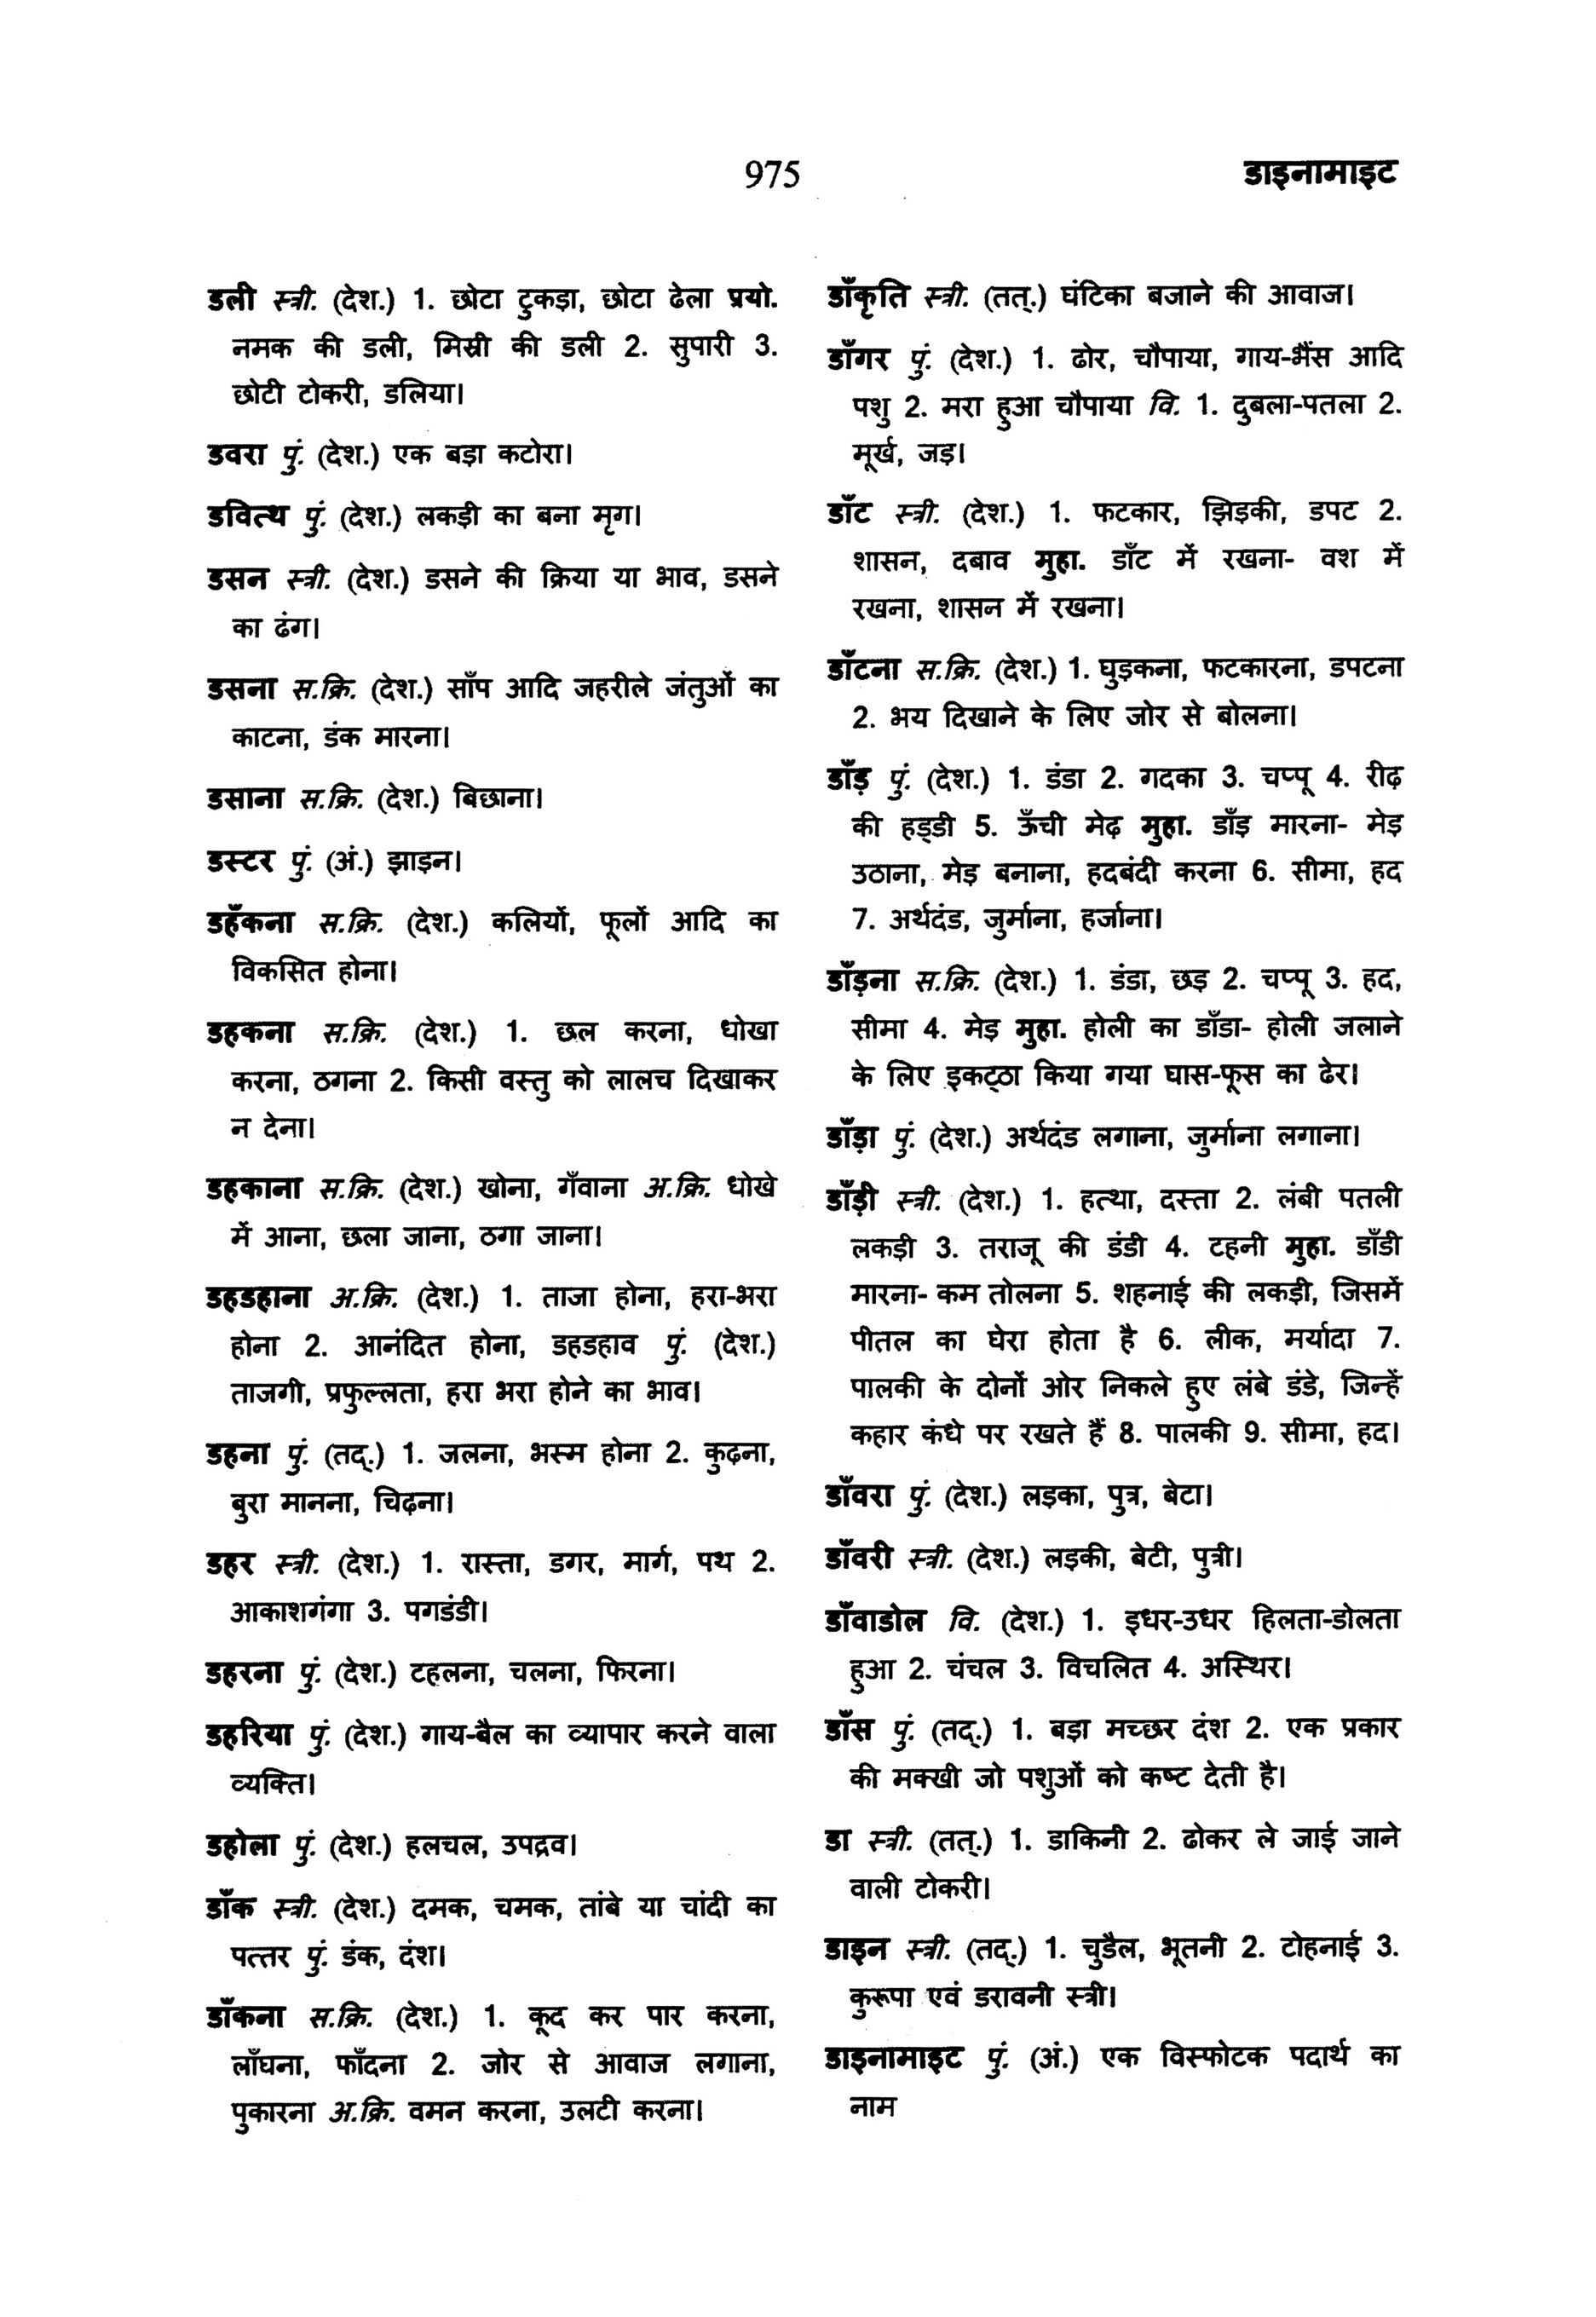 975
डाइनामाइट
डली स्त्री. (देश.) 1. छोटा टुकड़ा, छोटा ढेला प्रयो.
नमक की डली, मिस्री की डली 2. सुपारी 3.
छोटी टोकरी, डलिया।
डवरा पुं. (देश.) एक बड़ा कटोरा।
डवित्थ पुं. (देश.) लकड़ी का बना मृग।
डसन स्त्री. (देश.) डसने की क्रिया या भाव, डसने
का ढंग।
डसना स.क्रि. (देश.) साँप आदि जहरीले जंतुओं का
काटना, डंक मारना।
डसाना स.क्रि. (देश.) बिछाना।
डस्टर पुं. (अं.) झाड़न।
डहँकना स.क्रि. (देश.) कलियों, फूलों आदि का
विकसित होना।
डहकना स.क्रि. (देश.) 1. छल करना, धोखा
करना, ठगना 2. किसी वस्तु को लालच दिखाकर
न देना।
डहकाना स.क्रि. (देश.) खोना, गँवाना अ.क्रि. धोखे
में आना, छला जाना, ठगा जाना।
डहडहाना अ.क्रि. (देश.) 1. ताजा होना, हरा-भरा
होना 2. आनंदित होना, डहडहाव पुं. (देश.)
ताजगी, प्रफुल्लता, हरा भरा होने का भाव।
डहना पुं. (तद्.) 1. जलना, भस्म होना 2. कुढ़ना,
बुरा मानना, चिढ़ना।
डहर स्त्री. (देश.) 1. रास्ता, डगर, मार्ग, पथ 2.
आकाशगंगा 3. पगडंडी।
डहरना पुं. (देश.) टहलना, चलना, फिरना।
डहरिया पुं. (देश.) गाय-बैल का व्यापार करने वाला
व्यक्ति।
डहोला पुं. (देश.) हलचल, उपद्रव।
डाँक स्त्री. (देश.) दमक, चमक, तांबे या चांदी का
पत्तर पुं. डंक, दंश।
डाँकना स.क्रि. (देश.) 1. कूद कर पार करना,
लाँघना, फाँदना 2. जोर से आवाज लगाना,
पुकारना अ.क्रि. वमन करना, उलटी करना।
डाँकृति स्त्री. (तत्.) घंटिका बजाने की आवाज।
डाँगर पुं. (देश.) 1. ढोर, चौपाया, गाय-भैंस आदि
पशु 2. मरा हुआ चौपाया वि. 1. दुबला-पतला 2.
मूर्ख, जड़।
डाँट स्त्री. (देश.) 1. फटकार, झिड़की, डपट 2.
शासन, दबाव मुहा. डाँट में रखना- वश में
रखना, शासन में रखना।
डाँटना स.क्रि. (देश.) 1. घुड़कना, फटकारना, डपटना
2. भय दिखाने के लिए जोर से बोलना।
डाँड़ पुं. (देश.) 1. डंडा 2. गदका 3. चप्पू 4. रीढ़
की हड्डी 5. ऊँची मेढ़ मुहा. डाँड़ मारना- मेड़
उठाना, मेड़ बनाना, हदबंदी करना 6. सीमा, हद
7. अर्थदंड, जुर्माना, हर्जाना।
डाँड़ना स.क्रि. (देश.) 1. डंडा, छड़ 2. चप्पू 3. हद,
सीमा 4. मेड़ मुहा. होली का डाँडा- होली जलाने
के लिए इकट्ठा किया गया घास-फूस का ढेर।
डाँड़ा पुं. (देश.) अर्थदंड लगाना, जुर्माना लगाना।
डाँड़ी स्त्री. (देश.) 1. हत्था, दस्ता 2. लंबी पतली
लकड़ी 3. तराजू की डंडी 4. टहनी मुहा. डाँडी
मारना- कम तोलना 5. शहनाई की लकड़ी, जिसमें
पीतल का घेरा होता है 6. लीक, मर्यादा 7.
पालकी के दोनों ओर निकले हुए लंबे डंडे, जिन्हें
कहार कंधे पर रखते हैं 8. पालकी 9. सीमा, हद।
डाँवरा पुं. (देश.) लड़का, पुत्र, बेटा।
डाँवरी स्त्री. (देश.) लड़की, बेटी, पुत्री।
डाँवाडोल वि. (देश.) 1. इधर-उधर हिलता-डोलता
हुआ 2. चंचल 3. विचलित 4. अस्थिर।
डाँस पुं. (तद्.) 1. बड़ा मच्छर दंश 2. एक प्रकार
की मक्खी जो पशुओं को कष्ट देती है।
डा स्त्री. (तत्.) 1. डाकिनी 2. ढोकर ले जाई जाने
वाली टोकरी।
डाइन स्त्री. (तद्.) 1. चुडैल, भूतनी 2. टोहनाई 3.
कुरूपा एवं डरावनी स्त्री।
डाइनामाइट पुं. (अं.) एक विस्फोटक पदार्थ का
नाम